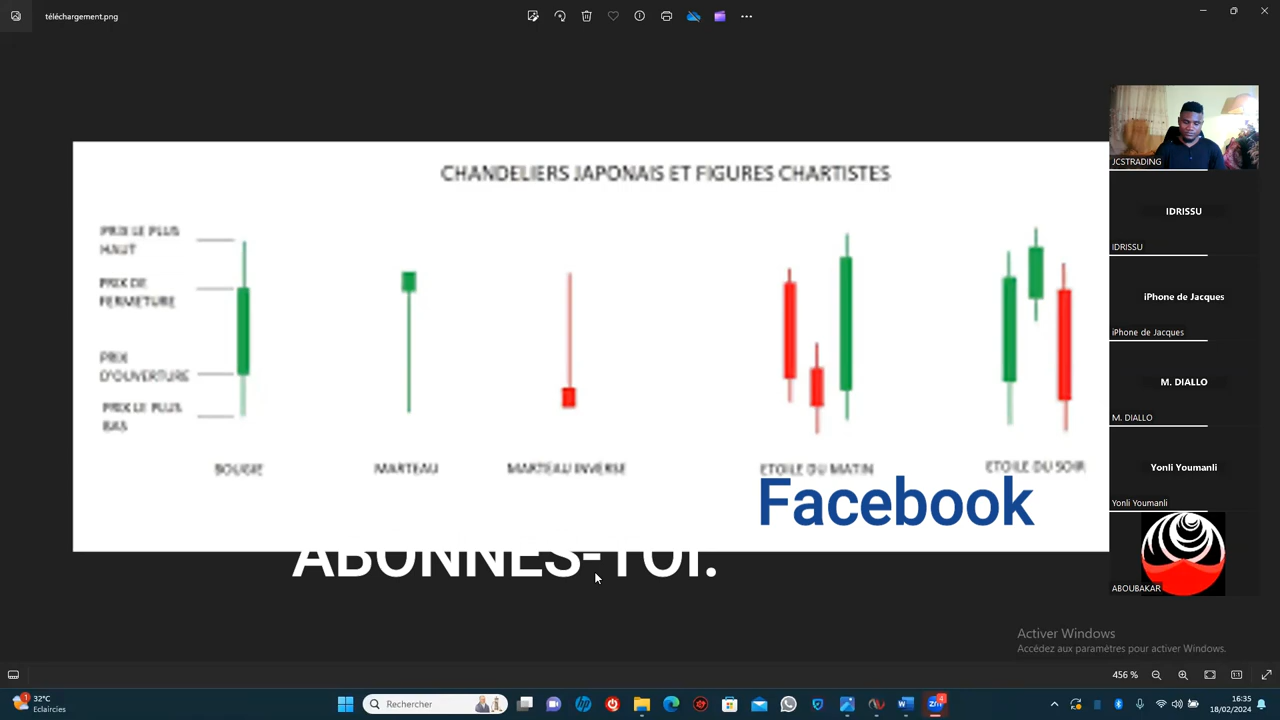 téléchargement.png
CHANDELIERS JAPONAIS ET FIGURES CHARTISTES
PRIX LE PLUS
HAUT
PRIX DE
FERMETURE
PRIX
D'OUVERTURE
PRIX LE PLUS
BAS
BOUGIE
MARTEAU
MARTEAU INVERSE
ETOILE DU MATIN
ETOILE DU SOIR
Facebook
ABONNES-TOI.
JCSTRADING
IDRISSU
IDRISSU
iPhone de Jacques
iPhone de Jacques
M. DIALLO
M. DIALLO
Yonli Youmanli
Yonli Youmanli
ABOUBAKAR
Activer Windows
Accédez aux paramètres pour activer Windows.
456 %
1
32°C
Eclaircies
Rechercher
4
16:35
18/02/2024